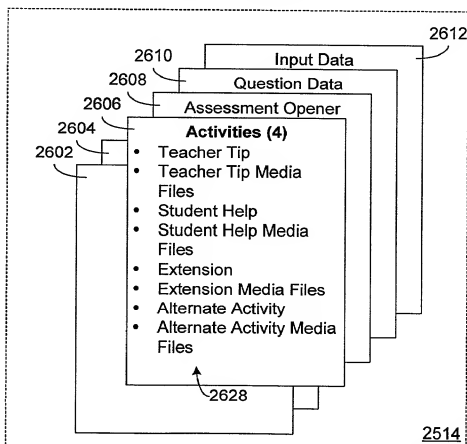 2612
2610
Input Data
2608
Question Data
2606
Assessment Opener
2604
Activities (4)
2602
• Teacher Tip
• Teacher Tip Media
Files
• Student Help
• Student Help Media
Files
• Extension
• Extension Media Files
• Alternate Activity
• Alternate Activity Media
Files
2628
2514